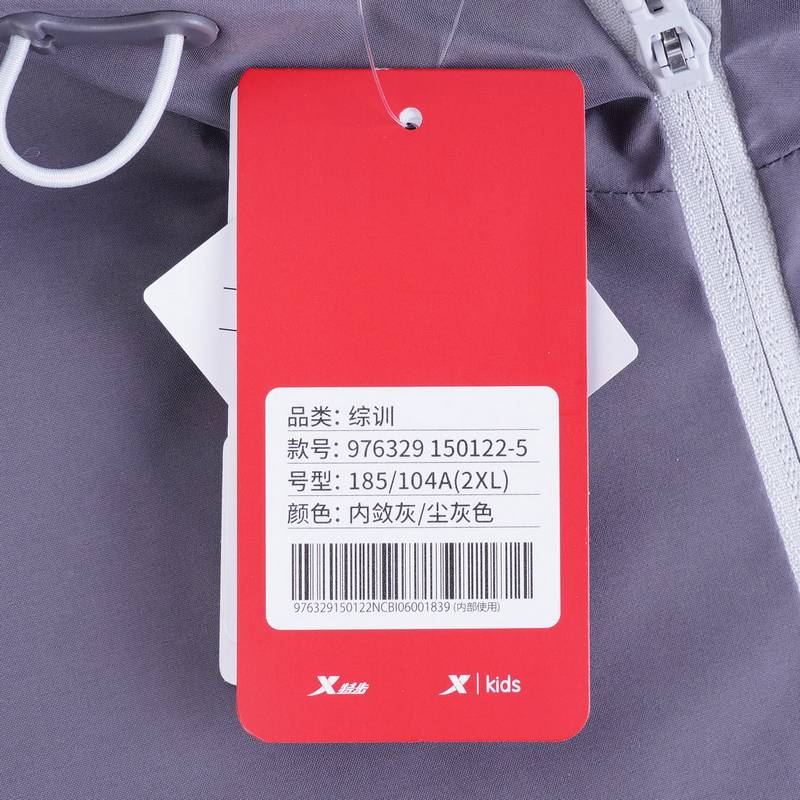 品类：综训
款号：976329 150122-5
号型：185/104A(2XL)
颜色：内敛灰/尘灰色
976329150122NCBI06001839 (内部使用)
X特步
X | kids